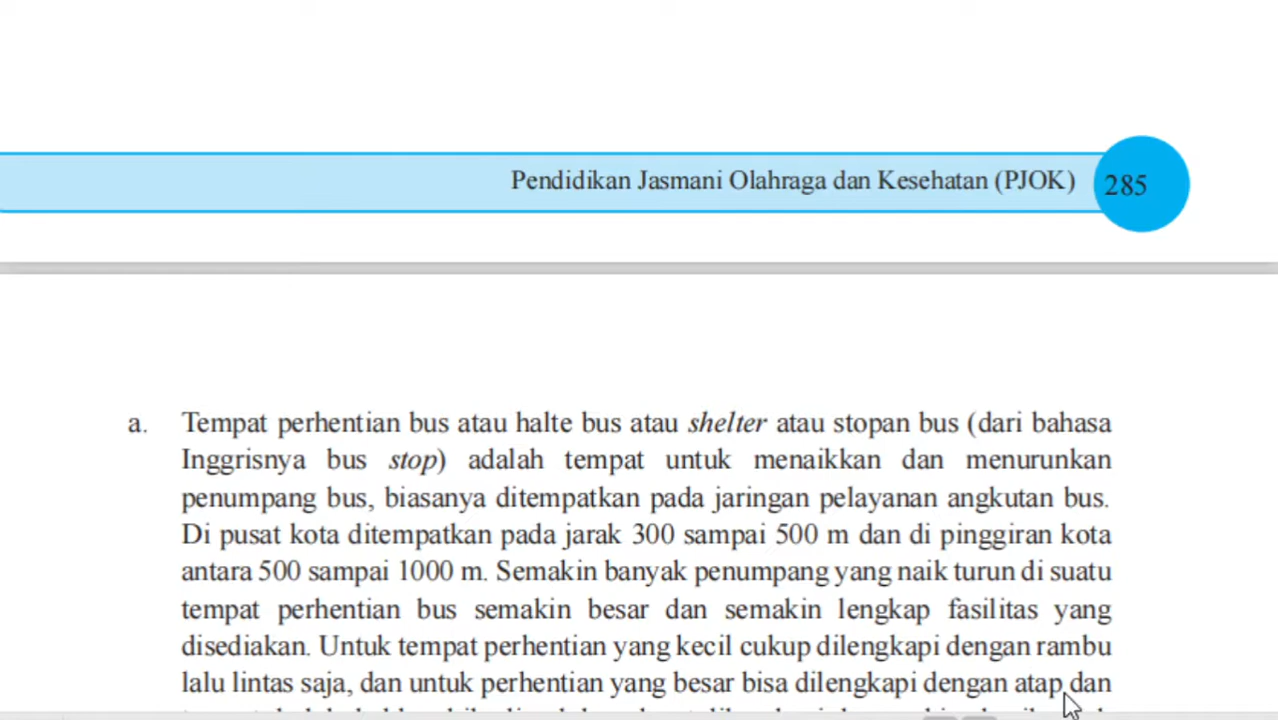 Pendidikan Jasmani Olahraga dan Kesehatan (PJOK) 285
a. Tempat perhentian bus atau halte bus atau shelter atau stopan bus (dari bahasa
Inggrisnya bus stop) adalah tempat untuk menaikkan dan menurunkan
penumpang bus, biasanya ditempatkan pada jaringan pelayanan angkutan bus.
Di pusat kota ditempatkan pada jarak 300 sampai 500 m dan di pinggiran kota
antara 500 sampai 1000 m. Semakin banyak penumpang yang naik turun di suatu
tempat perhentian bus semakin besar dan semakin lengkap fasilitas yang
disediakan. Untuk tempat perhentian yang kecil cukup dilengkapi dengan rambu
lalu lintas saja, dan untuk perhentian yang besar bisa dilengkapi dengan atap dan